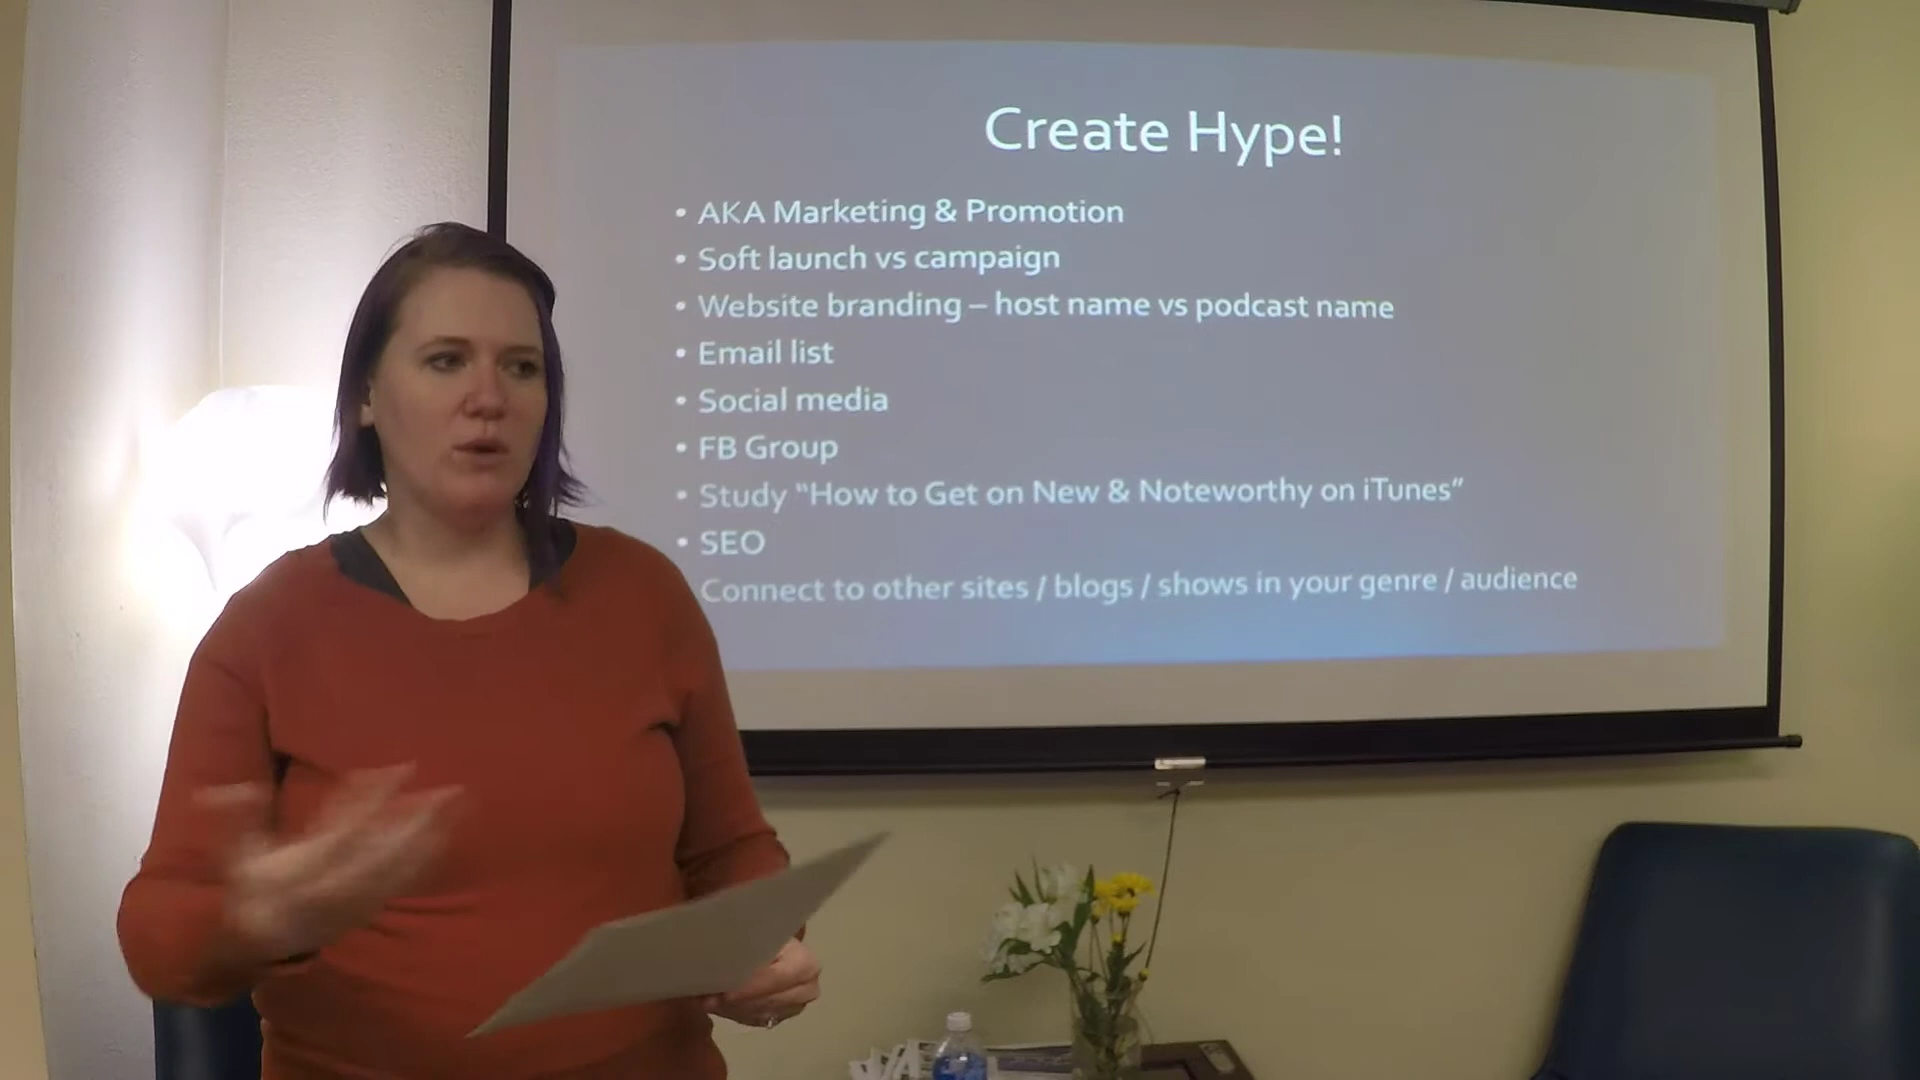 Create Hype!
• AKA Marketing & Promotion
• Soft launch vs campaign
• Website branding – host name vs podcast name
• Email list
• Social media
• FB Group
• Study “How to Get on New & Noteworthy on iTunes”
• SEO
Connect to other sites / blogs / shows in your genre / audience